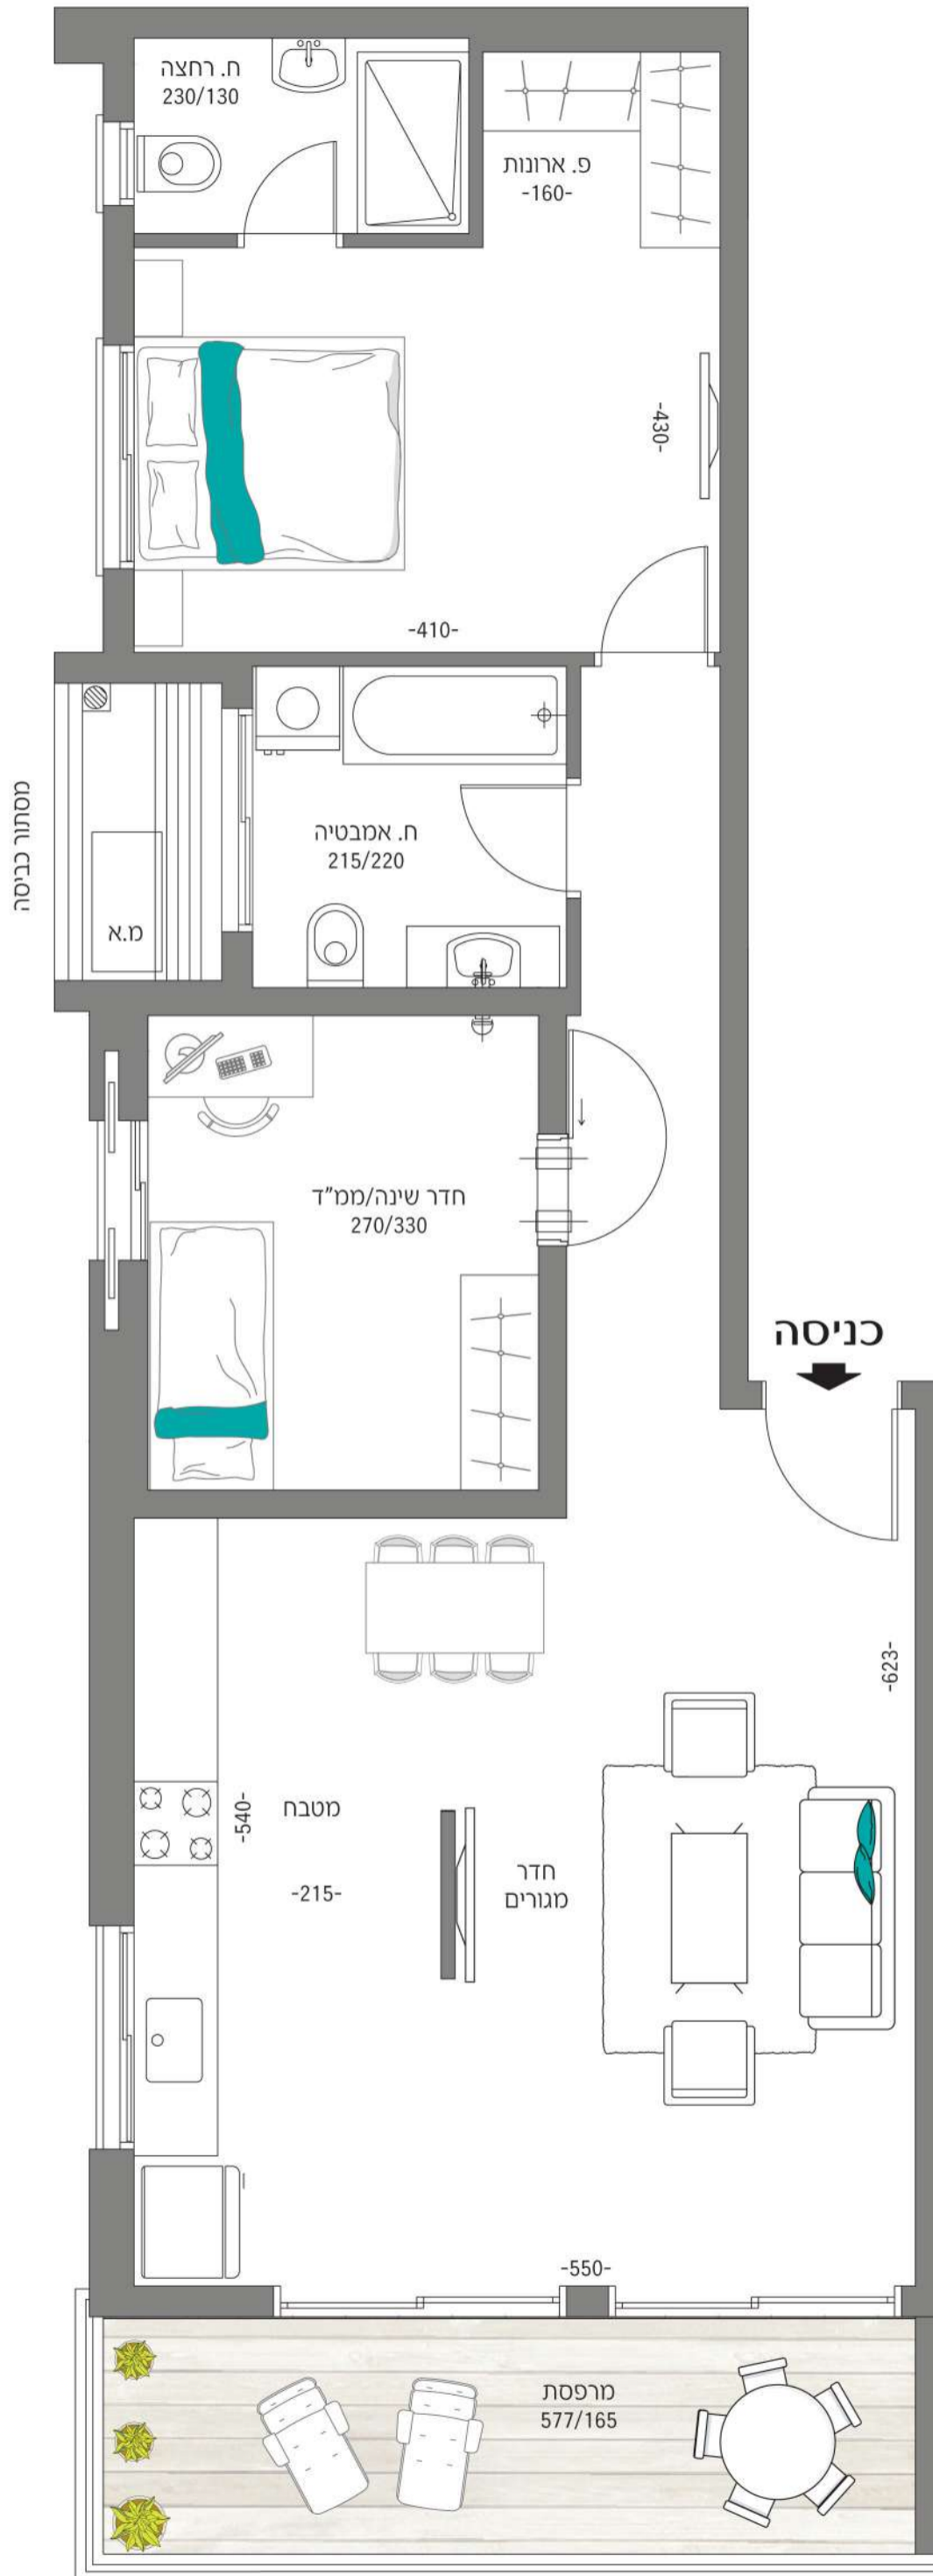 ח. רחצה
230/130
פ. ארונות
-160-
-430-
-410-
מסתור כביסה
ח. אמבטיה
215/220
מ.א
חדר שינה/ממ"ד
270/330
כניסה
-623-
מטבח
-540-
-215-
חדר
מגורים
-550-
מרפסת
577/165